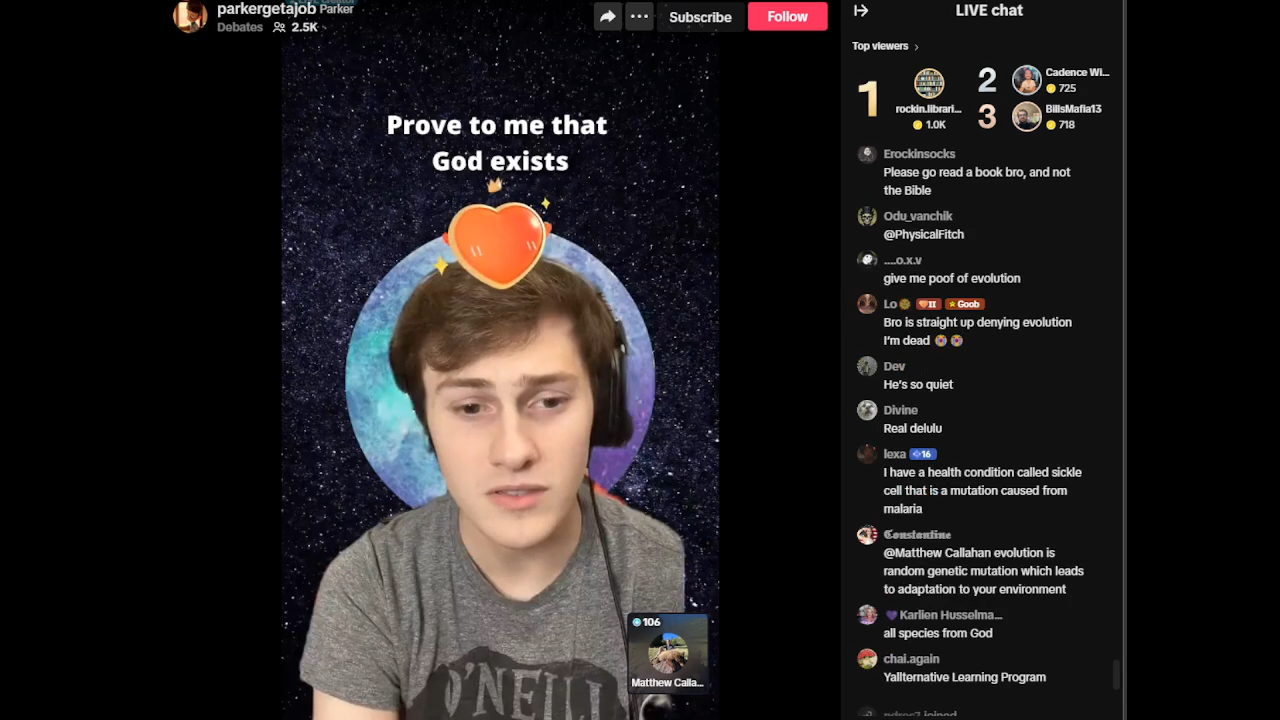 parkergetajob Parker
Debates 2.5K
Subscribe
Follow
Prove to me that
God exists
O'NEILL
106
Matthew Calla...
LIVE chat
Top viewers
1
rockin.librari...
1.0K
2
Cadence Wi...
725
3
BillsMafia13
718
Erockinsocks
Please go read a book bro, and not
the Bible
Odu_vanchik
@PhysicalFitch
....o.x.v
give me poof of evolution
Lo II Goob
Bro is straight up denying evolution
I'm dead
Dev
He's so quiet
Divine
Real delulu
lexa 16
I have a health condition called sickle
cell that is a mutation caused from
malaria
Constantine
@Matthew Callahan evolution is
random genetic mutation which leads
to adaptation to your environment
Karlien Husselma...
all species from God
chai.again
Yallternative Learning Program
joined